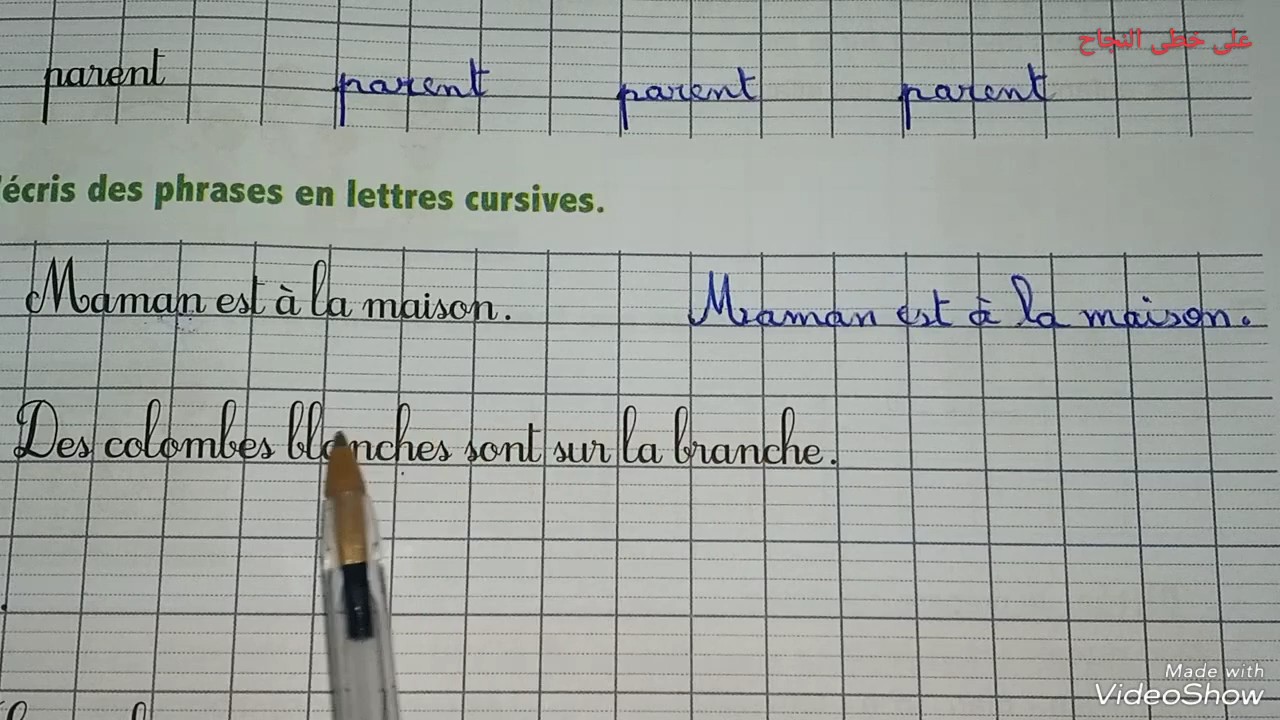 على خطى النجاح
parent parent parent parent
'écris des phrases en lettres cursives.
Maman est à la maison. Maman est à la maison.
Des colombes blanches sont sur la branche.
Made with
VideoShow